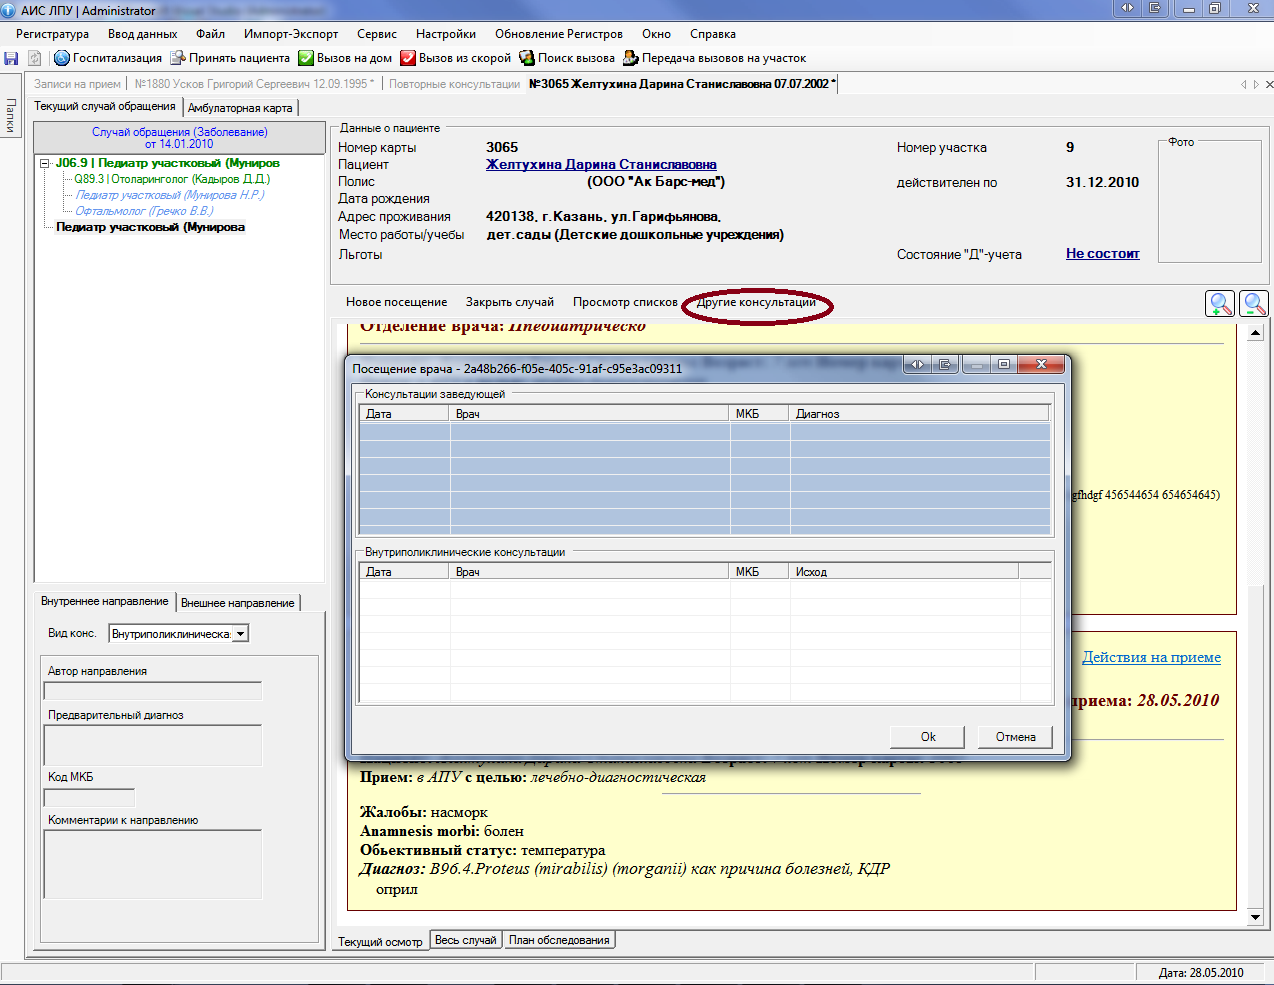 АИС ЛПУ | Administrator
Регистратура Ввод данных Файл Импорт-Экспорт Сервис Настройки Обновление Регистров Окно Справка
Госпитализация Принять пациента Вызов на дом Вызов из скорой Поиск вызова Передача вызовов на участок
Папки
Записи на прием | №1880 Усков Григорий Сергеевич 12.09.1995 * | Повторные консультации №3065 Желтухина Дарина Станиславовна 07.07.2002 *
Текущий случай обращения Амбулаторная карта
Случай обращения (Заболевание)
от 14.01.2010
J06.9 | Педиатр участковый (Муниров
Q89.3 | Отоларинголог (Кадыров Д.Д.)
Педиатр участковый (Мунирова Н.Р.)
Офтальмолог (Гречко В.В.)
Педиатр участковый (Мунирова
Данные о пациенте
Номер карты 3065 Номер участка 9
Пациент Желтухина Дарина Станиславовна
Полис (ООО "Ак Барс-мед") действителен по 31.12.2010
Дата рождения
Адрес проживания 420138, г.Казань, ул.Гарифьянова,
Место работы/учебы дет.сады (Детские дошкольные учреждения)
Льготы Состояние "Д"-учета Не состоит
Фото
Новое посещение Закрыть случай Просмотр списков Другие консультации
Отделение врача: Ппедиатрическо
Посещение врача - 2a48b266-f05e-405c-91af-c95e3ac09311
Консультации заведующей
Дата Врач МКБ Диагноз
gfhdgf 456544654 654654645)
Внутриполиклинические консультации
Дата Врач МКБ Исход
Ok Отмена
Действия на приеме
приема: 28.05.2010
Прием: в АПУ с целью: лечебно-диагностическая
Жалобы: насморк
Anamnesis morbi: болен
Обьективный статус: температура
Диагноз: B96.4.Proteus (mirabilis) (morganii) как причина болезней, КДР
оприл
Внутреннее направление Внешнее направление
Вид конс. Внутриполиклиническа
Автор направления
Предварительный диагноз
Код МКБ
Комментарии к направлению
Текущий осмотр Весь случай План обследования
Дата: 28.05.2010